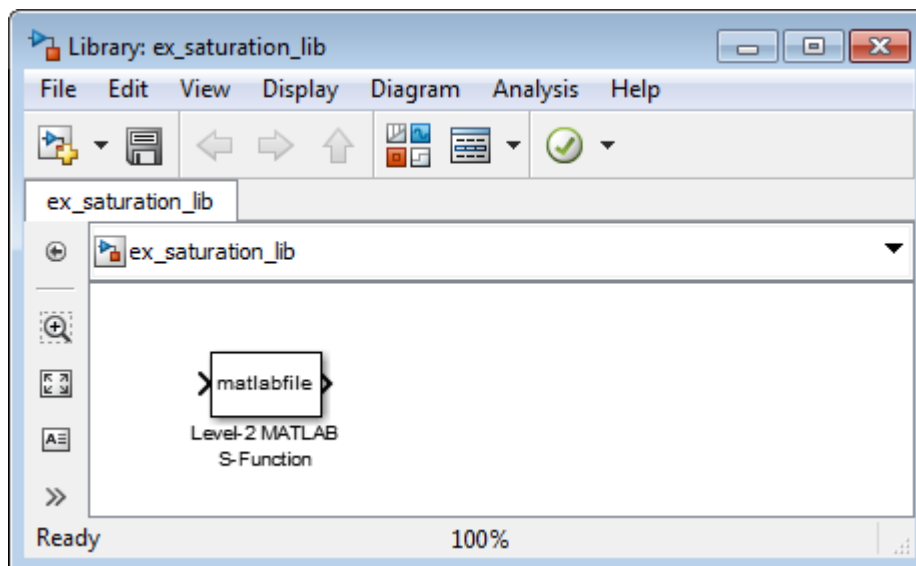 Library: ex_saturation_lib
File Edit View Display Diagram Analysis Help
ex_saturation_lib
ex_saturation_lib
matlabfile
Level-2 MATLAB
S-Function
Ready 100%